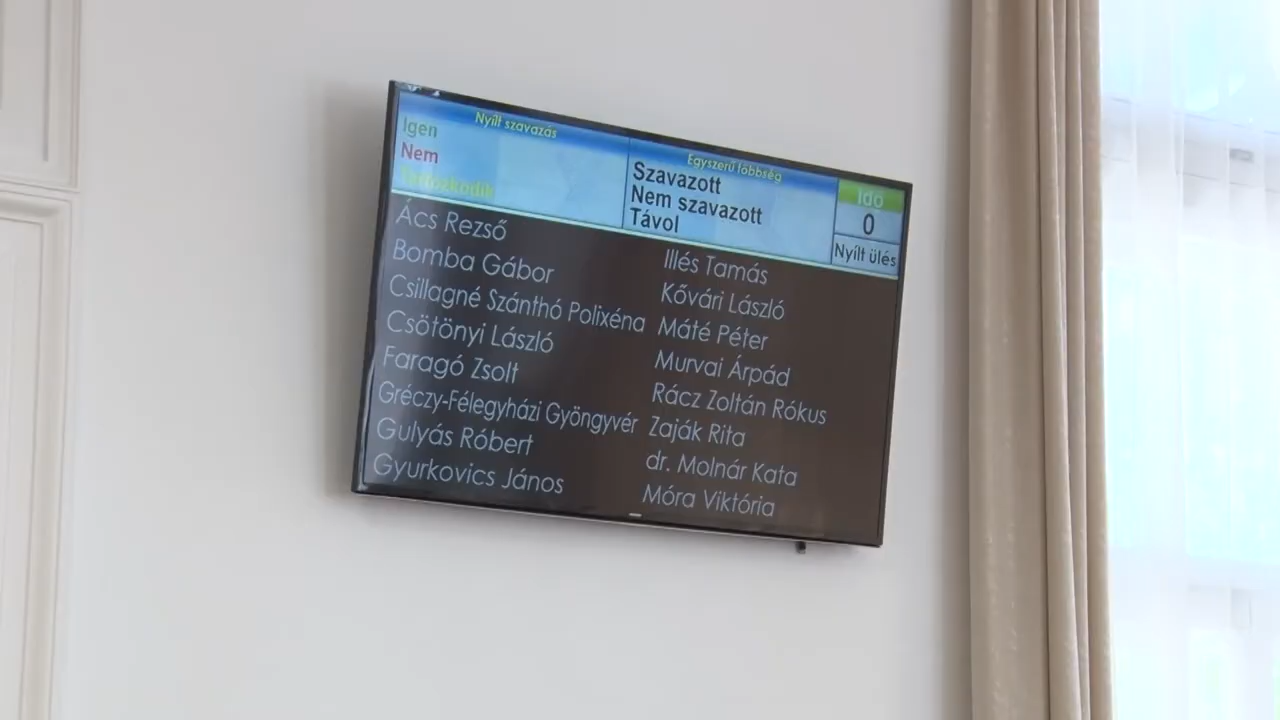 Nyílt szavazás
Igen
Nem
Tartózkodik
Egyszerű többség
Szavazott
Nem szavazott
Távol
Idő
0
Nyílt ülés
Ács Rezső
Bomba Gábor
Csillagné Szánthó Polixéna
Csötönyi László
Faragó Zsolt
Gréczy-Félegyházi Gyöngyvér
Gulyás Róbert
Gyurkovics János
Illés Tamás
Kővári László
Máté Péter
Murvai Árpád
Rácz Zoltán Rókus
Zaják Rita
dr. Molnár Kata
Móra Viktória